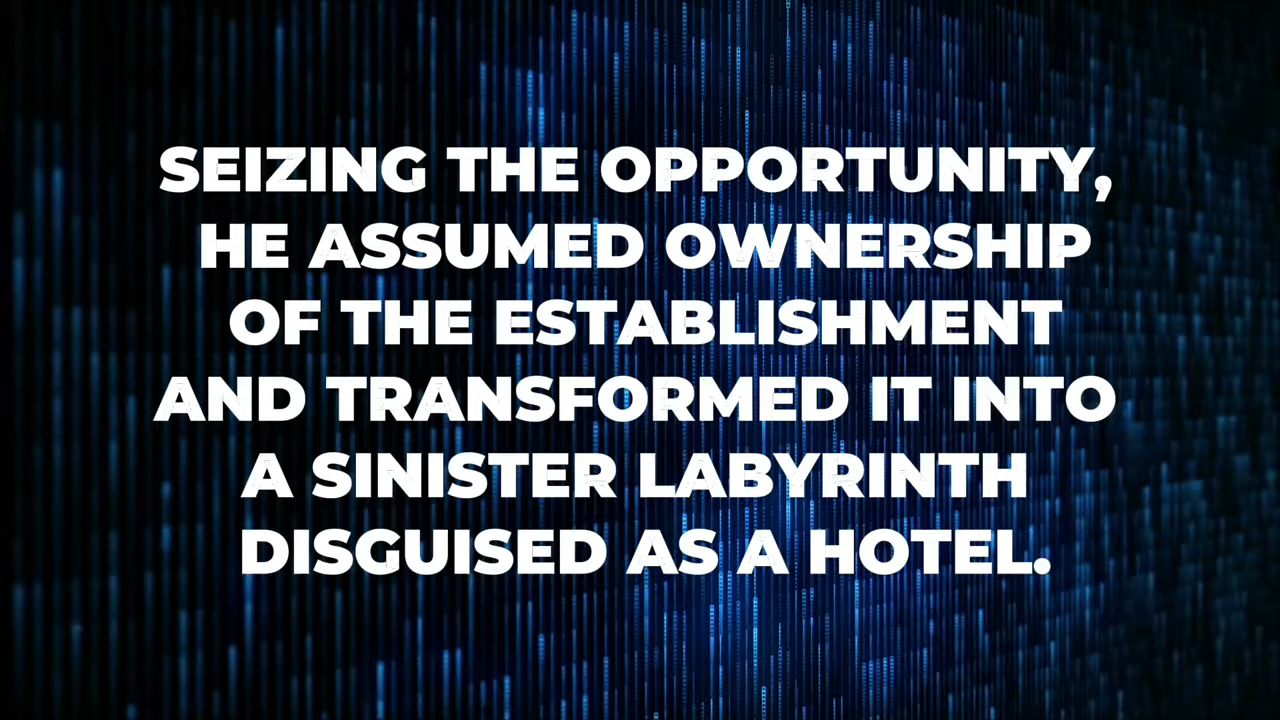 SEIZING THE OPPORTUNITY,
HE ASSUMED OWNERSHIP
OF THE ESTABLISHMENT
AND TRANSFORMED IT INTO
A SINISTER LABYRINTH
DISGUISED AS A HOTEL.